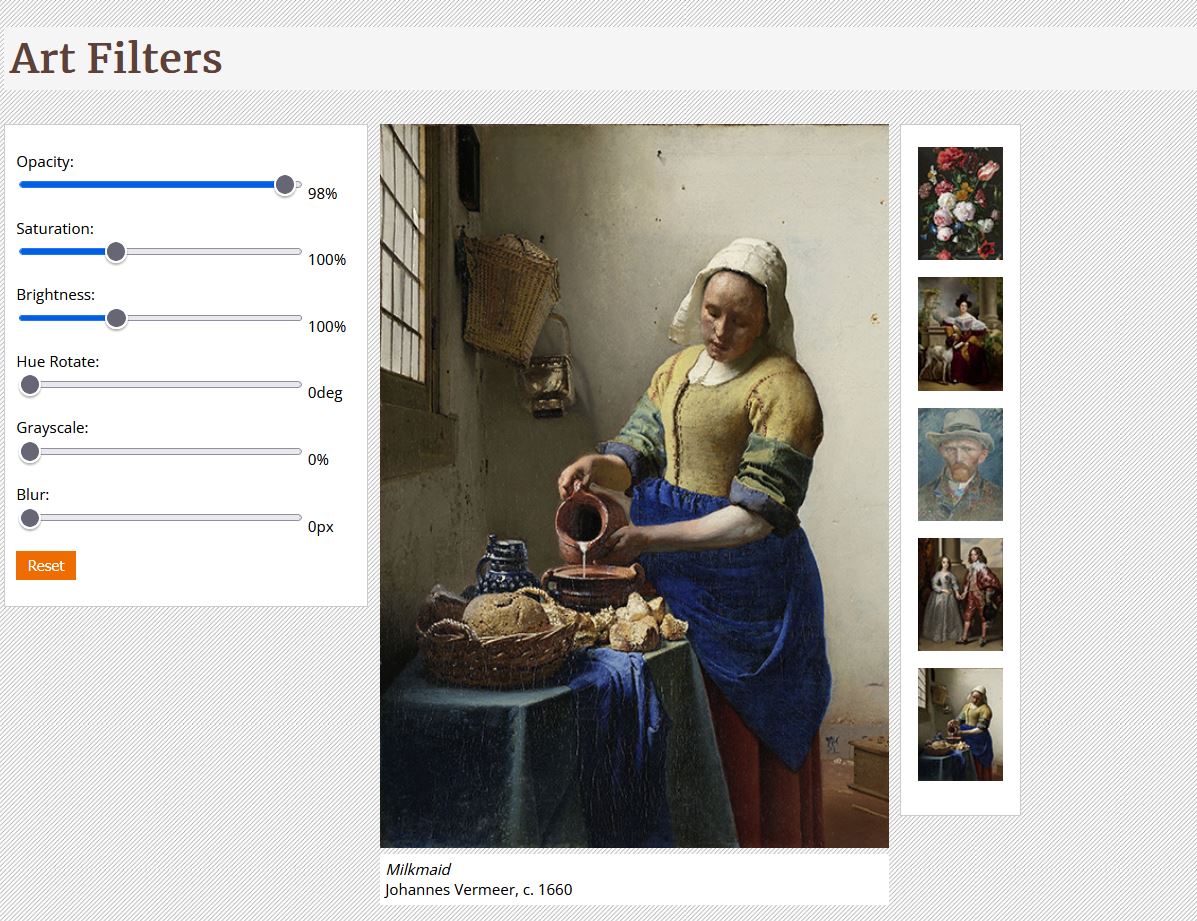 Art Filters
Opacity:
98%
Saturation:
100%
Brightness:
100%
Hue Rotate:
0deg
Grayscale:
0%
Blur:
0px
Reset
Milkmaid
Johannes Vermeer, c. 1660